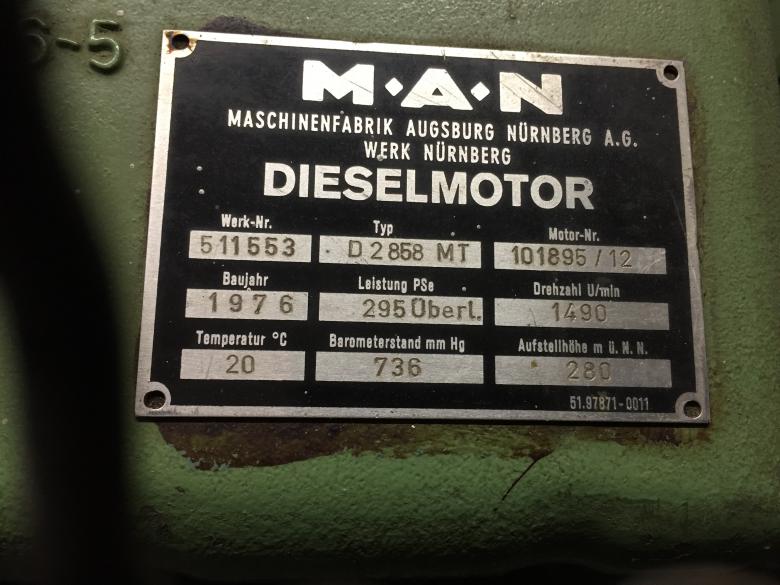 6-5
M·A·N
MASCHINENFABRIK AUGSBURG NÜRNBERG A.G.
WERK NÜRNBERG
DIESELMOTOR
Werk-Nr. Typ Motor-Nr.
511553 D 2858 MT 101895/12
Baujahr Leistung PSe Drehzahl U/min
1976 295 Überl. 1490
Temperatur °C Barometerstand mm Hg Aufstellhöhe m ü. N. N.
20 736 280
51.97871-0011